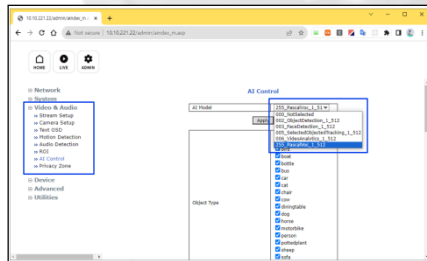 10.10.221.22/admin/aindex_m.a
Not secure
10.10.221.22/admin/aindex_m.asp
HOME
LIVE
ADMIN
Network
System
Video & Audio
Stream Setup
Camera Setup
Text OSD
Motion Detection
Audio Detection
ROI
AI Control
Privacy Zone
Device
Advanced
Utilities
AI Control
AI Model
255_PascalVoc_1_51
000_NotSelected
002_ObjectDetection_1_512
003_FaceDetection_1_512
005_SelectedObjectTracking_1_512
006_VideoAnalytics_1_512
255_PascalVoc_1_512
Object Type
bird
boat
bottle
bus
car
cat
chair
cow
diningtable
dog
horse
motorbike
person
pottedplant
sheep
sofa